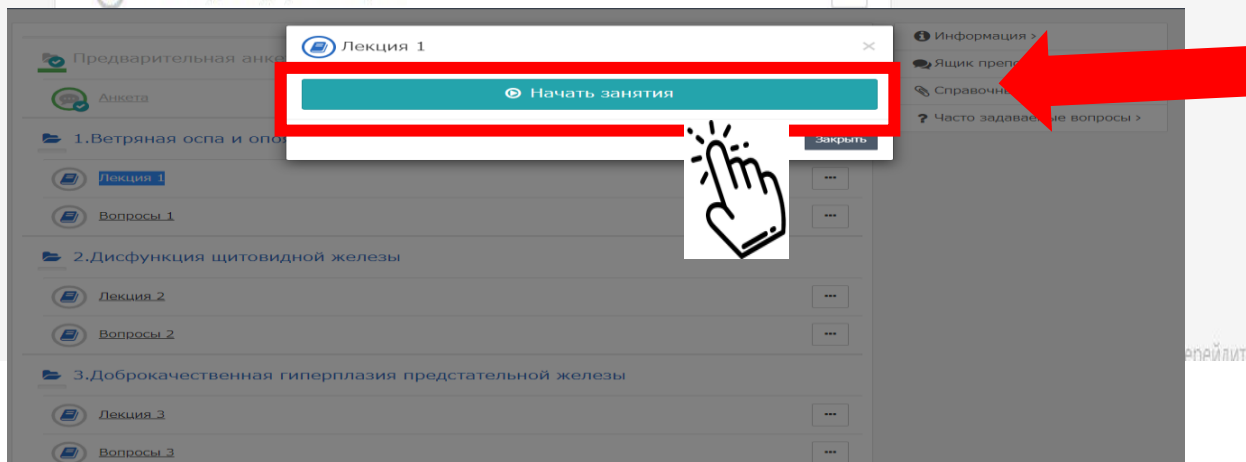 Лекция 1
×
Начать занятия
Закрыть
Предварительная анке
Анкета
1.Ветряная оспа и опо
Лекция 1
Вопросы 1
2.Дисфункция щитовидной железы
Лекция 2
Вопросы 2
3.Доброкачественная гиперплазия предстательной железы
Лекция 3
Вопросы 3
Информация >
Ящик преп
Справочн
Часто задаваемые вопросы >